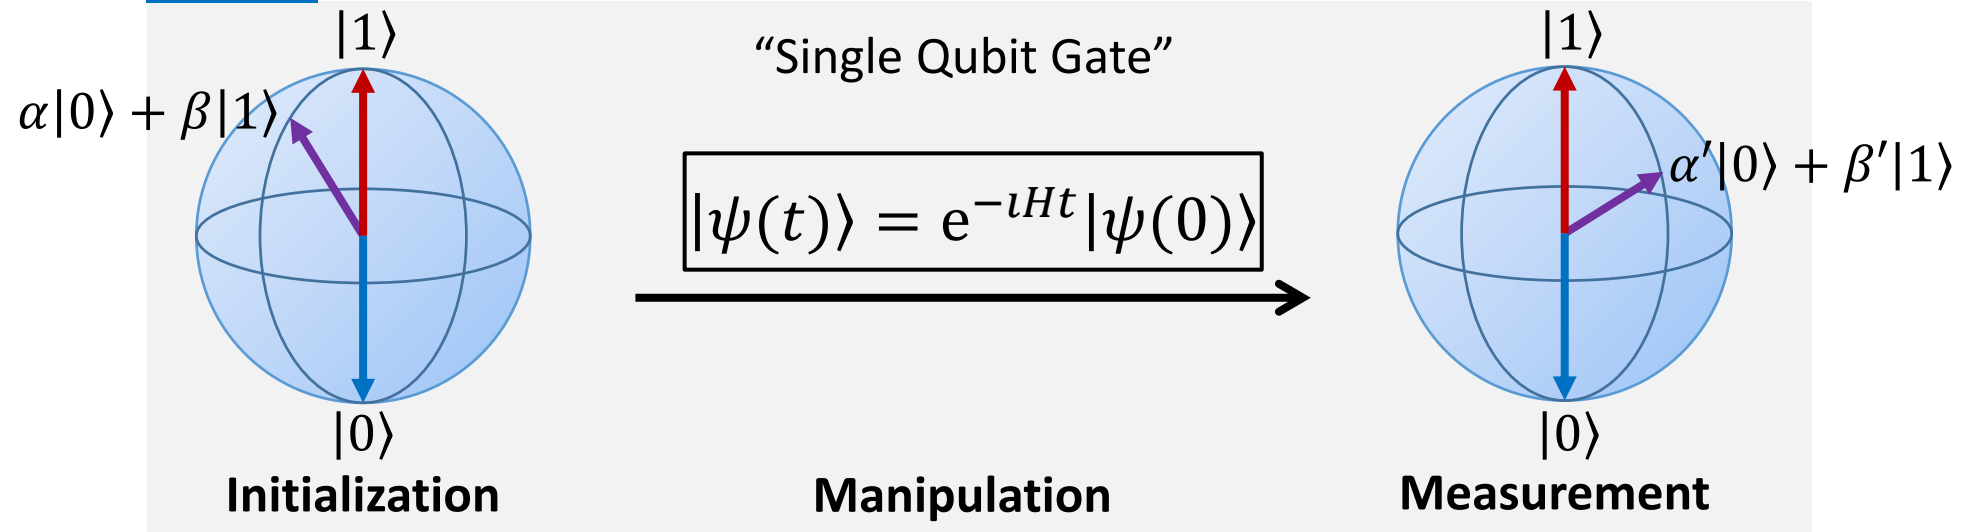 |1⟩
“Single Qubit Gate”
|1⟩
α|0⟩ + β|1⟩
α′|0⟩ + β′|1⟩
|ψ(t)⟩ = e^{−ιHt}|ψ(0)⟩
|0⟩
|0⟩
Initialization
Manipulation
Measurement